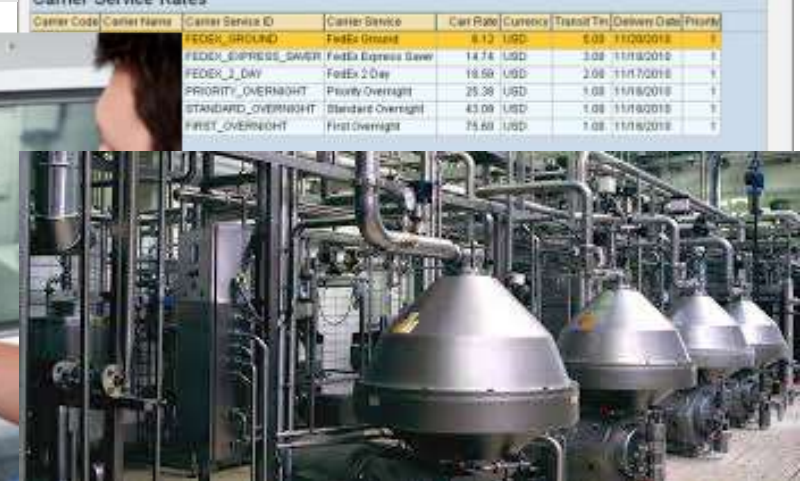 Carrier Service Rates
Carrier Code Carrier Name Carrier Service ID Carrier Service Carr Rate Currency Transit Tm Delivery Date Priority
FEDEX_GROUND FedEx Ground 8.12 USD 5.00 11/20/2010 1
FEDEX_EXPRESS_SAVER FedEx Express Saver 14.74 USD 3.00 11/18/2010 1
FEDEX_2_DAY FedEx 2 Day 18.59 USD 2.00 11/17/2010 1
PRIORITY_OVERNIGHT Priority Overnight 25.38 USD 1.00 11/16/2010 1
STANDARD_OVERNIGHT Standard Overnight 43.09 USD 1.00 11/16/2010 1
FIRST_OVERNIGHT First Overnight 75.60 USD 1.00 11/16/2010 1